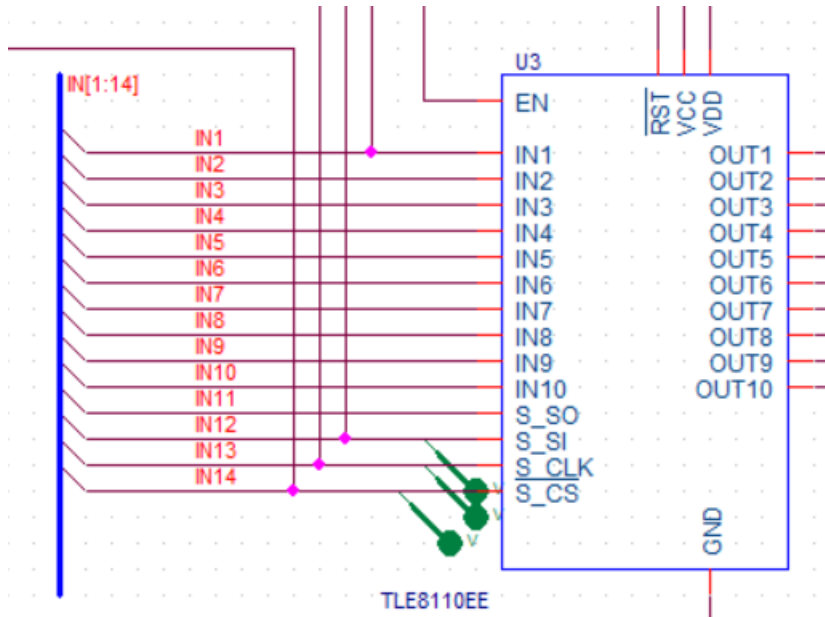 U3
IN[1:14]
EN
RST
VCC
VDD
IN1
IN1
OUT1
IN2
IN2
OUT2
IN3
IN3
OUT3
IN4
IN4
OUT4
IN5
IN5
OUT5
IN6
IN6
OUT6
IN7
IN7
OUT7
IN8
IN8
OUT8
IN9
IN9
OUT9
IN10
IN10
OUT10
IN11
S_SO
IN12
S_SI
IN13
S_CLK
IN14
S_CS
V
V
V
GND
TLE8110EE